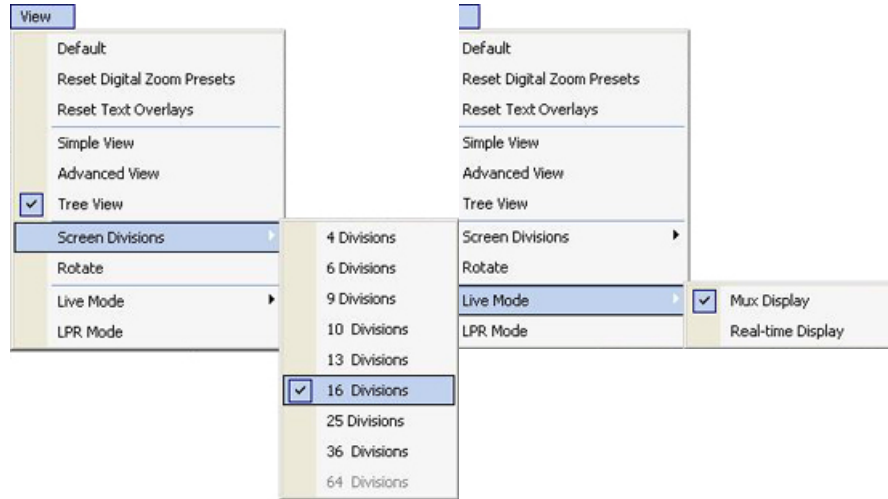 View
Default
Reset Digital Zoom Presets
Reset Text Overlays
Simple View
Advanced View
Tree View
Screen Divisions
Rotate
Live Mode
LPR Mode
4 Divisions
6 Divisions
9 Divisions
10 Divisions
13 Divisions
16 Divisions
25 Divisions
36 Divisions
64 Divisions
Default
Reset Digital Zoom Presets
Reset Text Overlays
Simple View
Advanced View
Tree View
Screen Divisions
Rotate
Live Mode
LPR Mode
Mux Display
Real-time Display